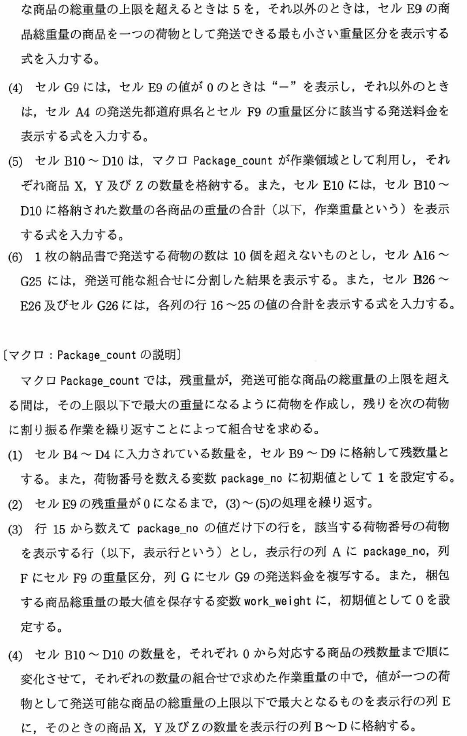 な商品の総重量の上限を超えるときは5を，それ以外のときは，セル E9 の商
品総重量の商品を一つの荷物として発送できる最も小さい重量区分を表示する
式を入力する。
(4) セル G9 には，セル E9 の値が 0 のときは“－”を表示し，それ以外のとき
は，セル A4 の発送先都道府県名とセル F9 の重量区分に該当する発送料金を
表示する式を入力する。
(5) セル B10～D10 は，マクロ Package_count が作業領域として利用し，それ
ぞれ商品 X，Y 及び Z の数量を格納する。また，セル E10 には，セル B10～
D10 に格納された数量の各商品の重量の合計（以下，作業重量という）を表示
する式を入力する。
(6) 1 枚の納品書で発送する荷物の数は 10 個を超えないものとし，セル A16～
G25 には，発送可能な組合せに分割した結果を表示する。また，セル B26～
E26 及びセル G26 には，各列の行 16～25 の値の合計を表示する式を入力する。
〔マクロ：Package_count の説明〕
マクロ Package_count では，残重量が，発送可能な商品の総重量の上限を超え
る間は，その上限以下で最大の重量になるように荷物を作成し，残りを次の荷物
に割り振る作業を繰り返すことによって組合せを求める。
(1) セル B4～D4 に入力されている数量を，セル B9～D9 に格納して残数量と
する。また，荷物番号を数える変数 package_no に初期値として 1 を設定する。
(2) セル E9 の残重量が 0 になるまで，(3)～(5)の処理を繰り返す。
(3) 行 15 から数えて package_no の値だけ下の行を，該当する荷物番号の荷物
を表示する行（以下，表示行という）とし，表示行の列 A に package_no，列
F にセル F9 の重量区分，列 G にセル G9 の発送料金を複写する。また，梱包
する商品総重量の最大値を保存する変数 work_weight に，初期値として 0 を設
定する。
(4) セル B10～D10 の数量を，それぞれ 0 から対応する商品の残数量まで順に
変化させて，それぞれの数量の組合せで求めた作業重量の中で，値が一つの荷
物として発送可能な商品の総重量の上限以下で最大となるものを表示行の列 E
に，そのときの商品 X，Y 及び Z の数量を表示行の列 B～D に格納する。